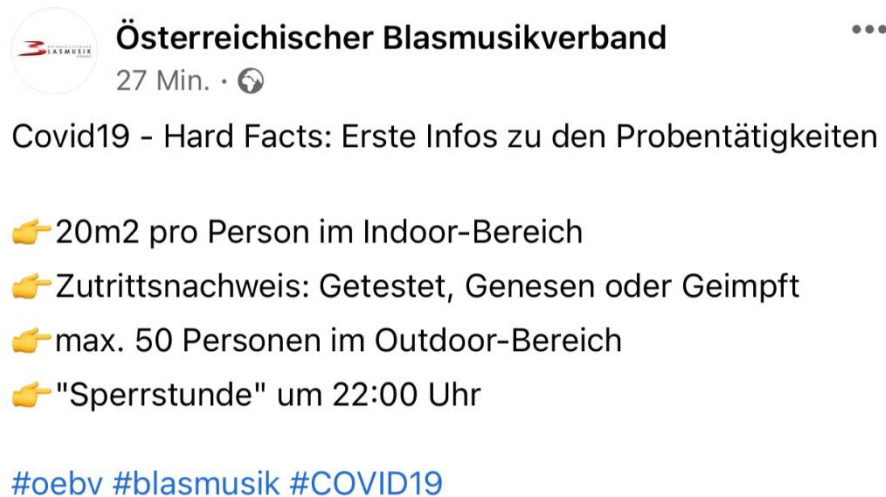 BLASMUSIK
Österreichischer Blasmusikverband
27 Min. ·
Covid19 - Hard Facts: Erste Infos zu den Probentätigkeiten
👉20m2 pro Person im Indoor-Bereich
👉Zutrittsnachweis: Getestet, Genesen oder Geimpft
👉max. 50 Personen im Outdoor-Bereich
👉"Sperrstunde" um 22:00 Uhr
#oebv #blasmusik #COVID19